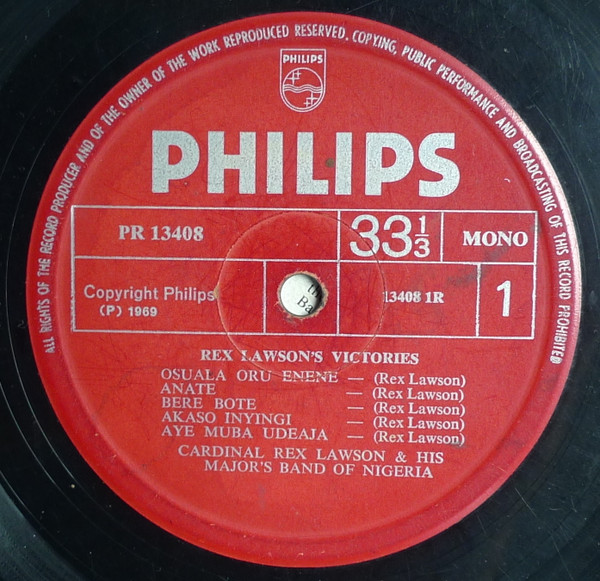 ALL RIGHTS OF THE RECORD PRODUCER AND OF THE OWNER OF THE WORK REPRODUCED RESERVED. COPYING, PUBLIC PERFORMANCE AND BROADCASTING OF THIS RECORD PROHIBITED
PHILIPS
PHILIPS
PR 13408
33 1/3
MONO
Copyright Philips
(P) 1969
13408 1R
1
REX LAWSON'S VICTORIES
OSUALA ORU ENENE — (Rex Lawson)
ANATE — (Rex Lawson)
BERE BOTE — (Rex Lawson)
AKASO INYINGI — (Rex Lawson)
AYE MUBA UDEAJA — (Rex Lawson)
CARDINAL REX LAWSON & HIS
MAJOR'S BAND OF NIGERIA